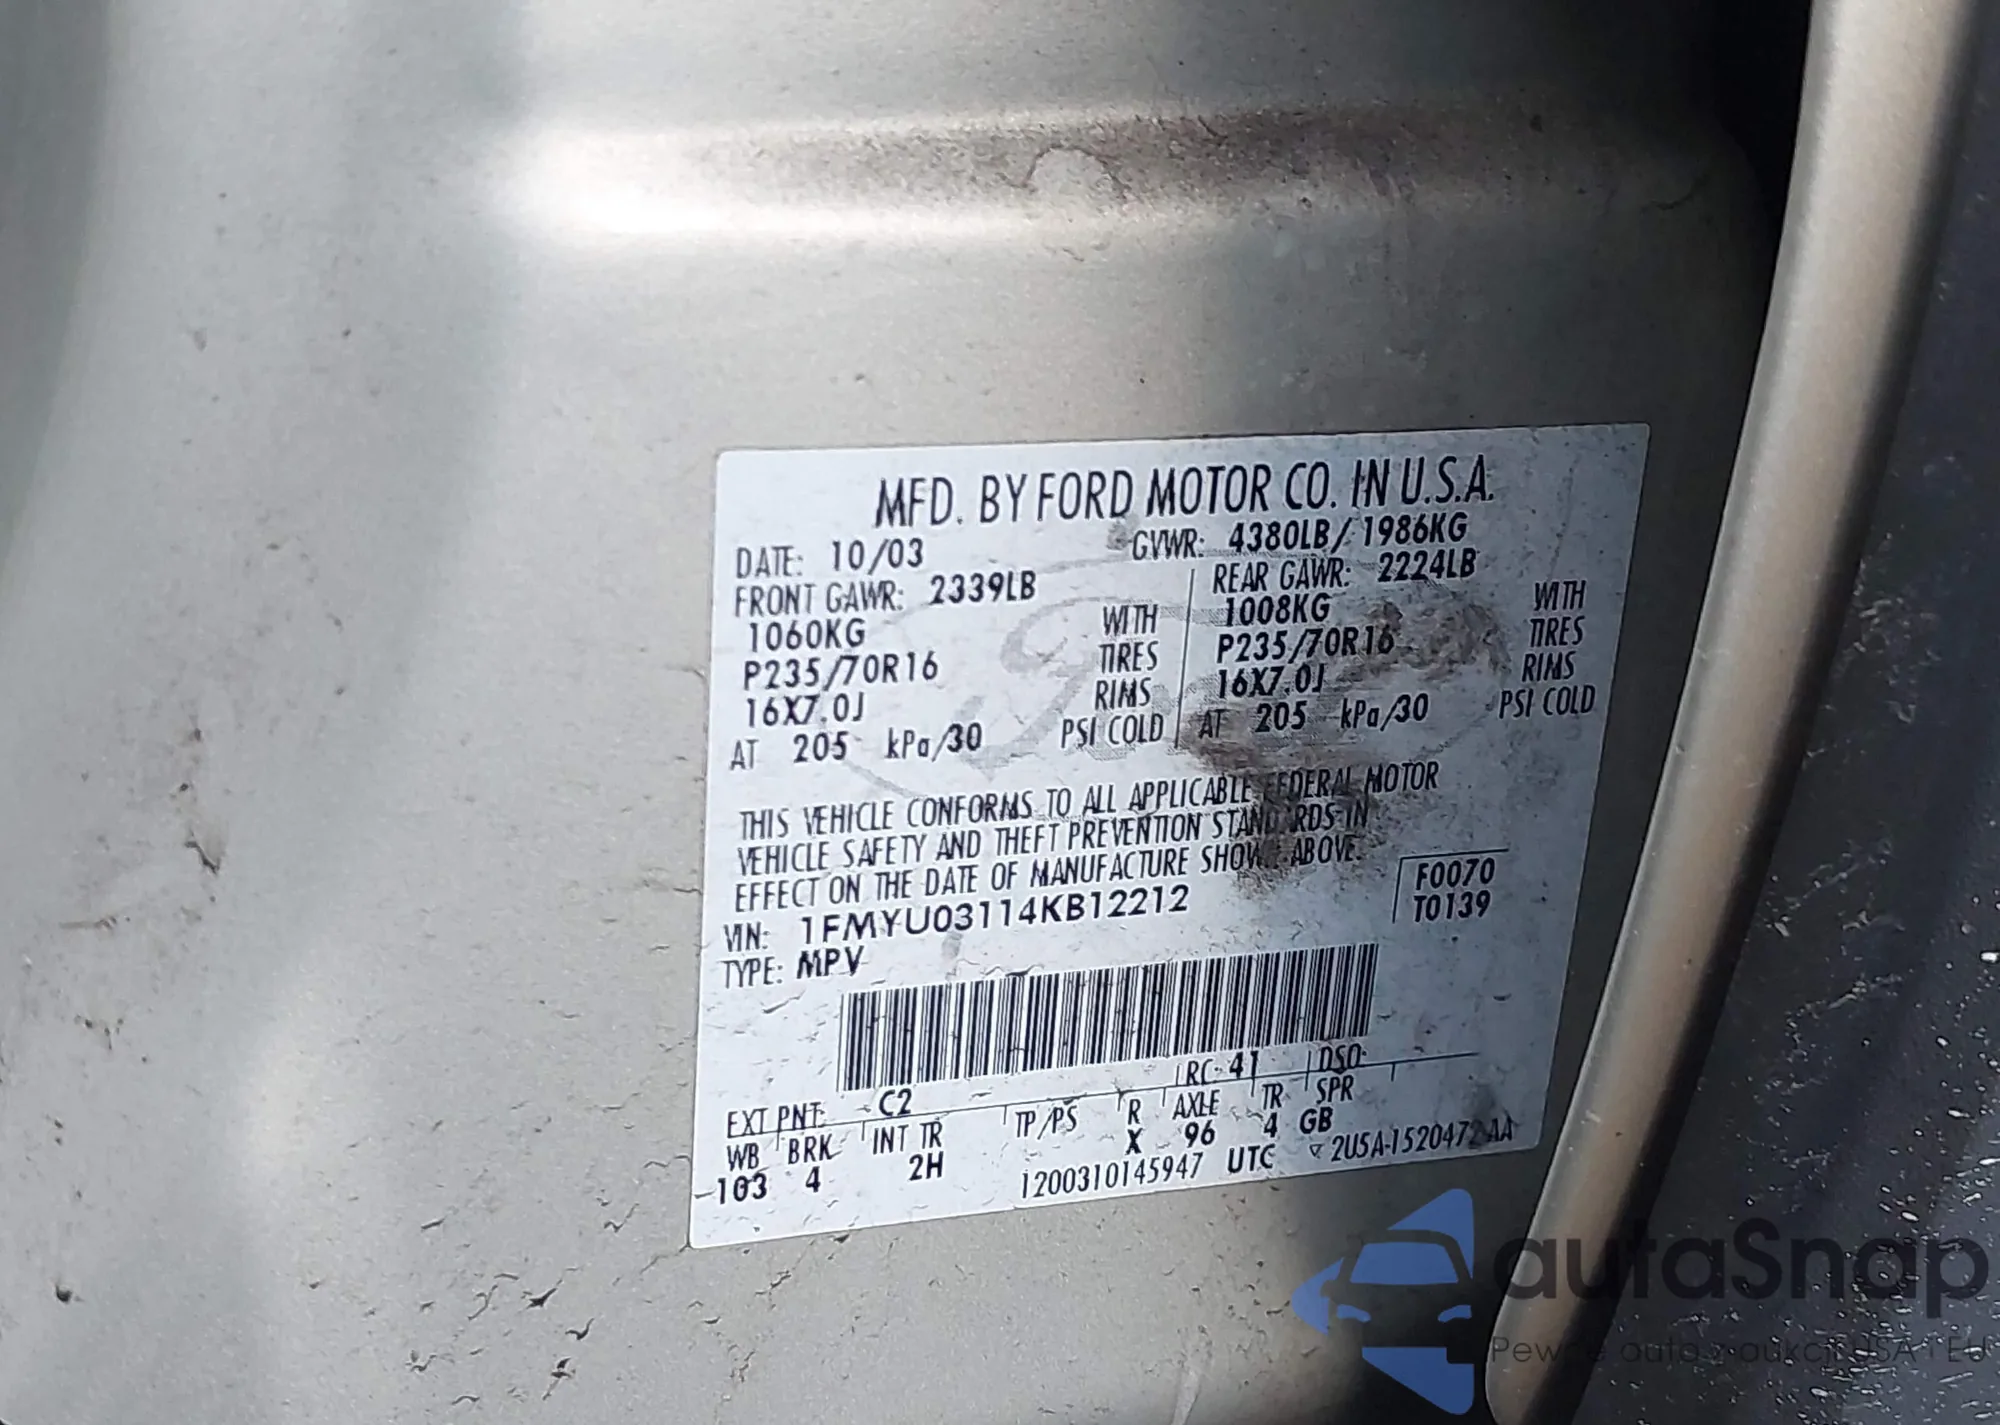 MFD. BY FORD MOTOR CO. IN U.S.A.
DATE: 10/03 GVWR: 4380LB/ 1986KG
FRONT GAWR: 2339LB REAR GAWR: 2224LB
1060KG WITH 1008KG WITH
P235/70R16 TIRES P235/70R16 TIRES
16X7.0J RIMS 16X7.0J RIMS
AT 205 kPa/30 PSI COLD AT 205 kPa/30 PSI COLD
THIS VEHICLE CONFORMS TO ALL APPLICABLE FEDERAL MOTOR
VEHICLE SAFETY AND THEFT PREVENTION STANDARDS IN
EFFECT ON THE DATE OF MANUFACTURE SHOWN ABOVE.
VIN: 1FMYU03114KB12212 F0070
TYPE: MPV T0139
EXT PNT: C2 RC: 41 DSO:
WB BRK INT TR TP/PS R AXLE TR SPR
103 4 2H X 96 4 GB
1200310145947 UTC ▽ 2U5A-1520472-AA
autaSnap
Pewne auto z aukcji USA i EU